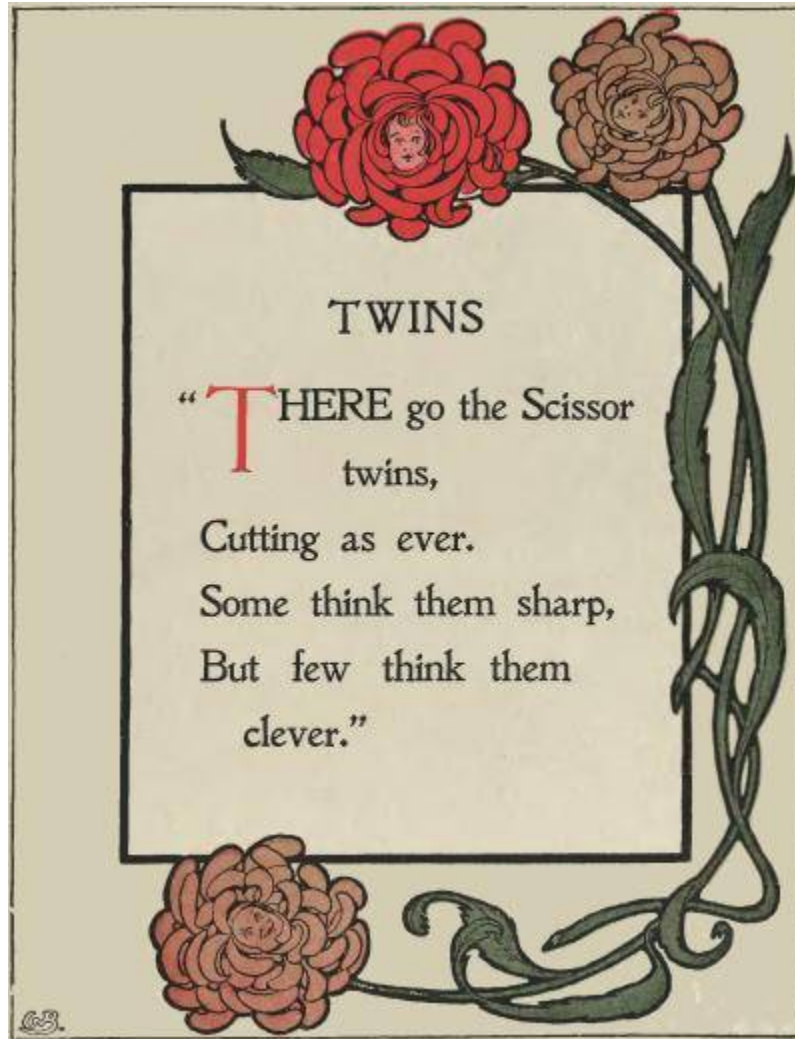 TWINS
“THERE go the Scissor
twins,
Cutting as ever.
Some think them sharp,
But few think them
clever.”